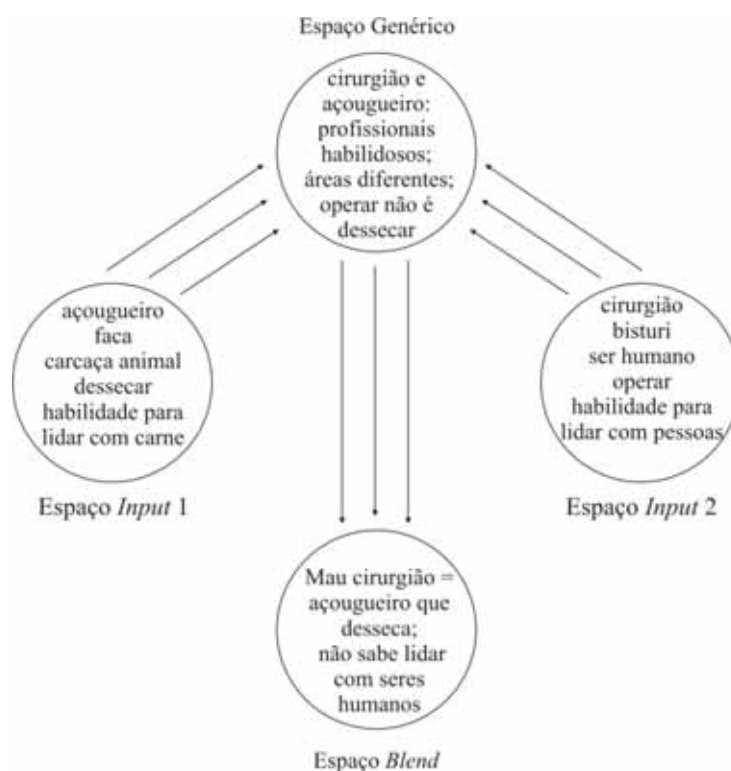 Espaço Genérico
cirurgião e
açougueiro:
profissionais
habilidosos;
áreas diferentes;
operar não é
dessecar
açougueiro
faca
carcaça animal
dessecar
habilidade para
lidar com carne
Espaço Input 1
cirurgião
bisturi
ser humano
operar
habilidade para
lidar com pessoas
Espaço Input 2
Mau cirurgião =
açougueiro que
desseca;
não sabe lidar
com seres
humanos
Espaço Blend